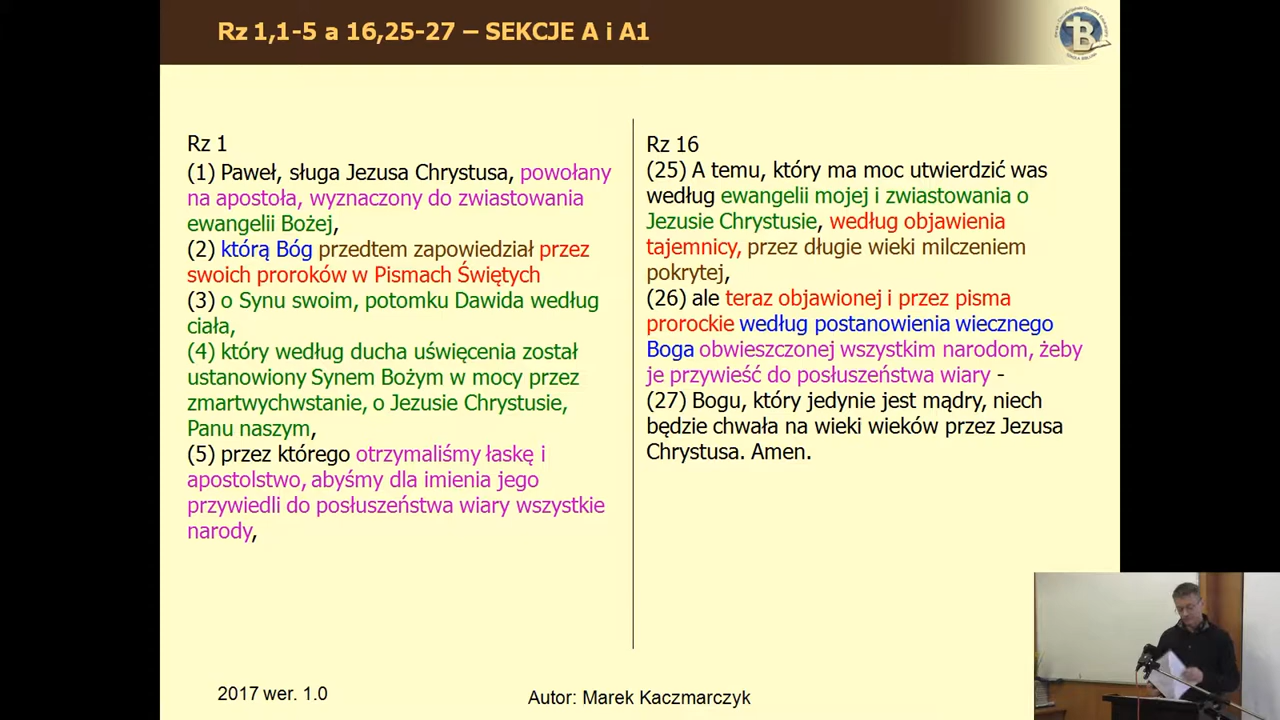 Rz 1,1-5 a 16,25-27 – SEKCJE A i A1
Rz 1
(1) Paweł, sługa Jezusa Chrystusa, powołany
na apostoła, wyznaczony do zwiastowania
ewangelii Bożej,
(2) którą Bóg przedtem zapowiedział przez
swoich proroków w Pismach Świętych
(3) o Synu swoim, potomku Dawida według
ciała,
(4) który według ducha uświęcenia został
ustanowiony Synem Bożym w mocy przez
zmartwychwstanie, o Jezusie Chrystusie,
Panu naszym,
(5) przez którego otrzymaliśmy łaskę i
apostolstwo, abyśmy dla imienia jego
przywiedli do posłuszeństwa wiary wszystkie
narody,
Rz 16
(25) A temu, który ma moc utwierdzić was
według ewangelii mojej i zwiastowania o
Jezusie Chrystusie, według objawienia
tajemnicy, przez długie wieki milczeniem
pokrytej,
(26) ale teraz objawionej i przez pisma
prorockie według postanowienia wiecznego
Boga obwieszczonej wszystkim narodom, żeby
je przywieść do posłuszeństwa wiary -
(27) Bogu, który jedynie jest mądry, niech
będzie chwała na wieki wieków przez Jezusa
Chrystusa. Amen.
2017 wer. 1.0
Autor: Marek Kaczmarczyk